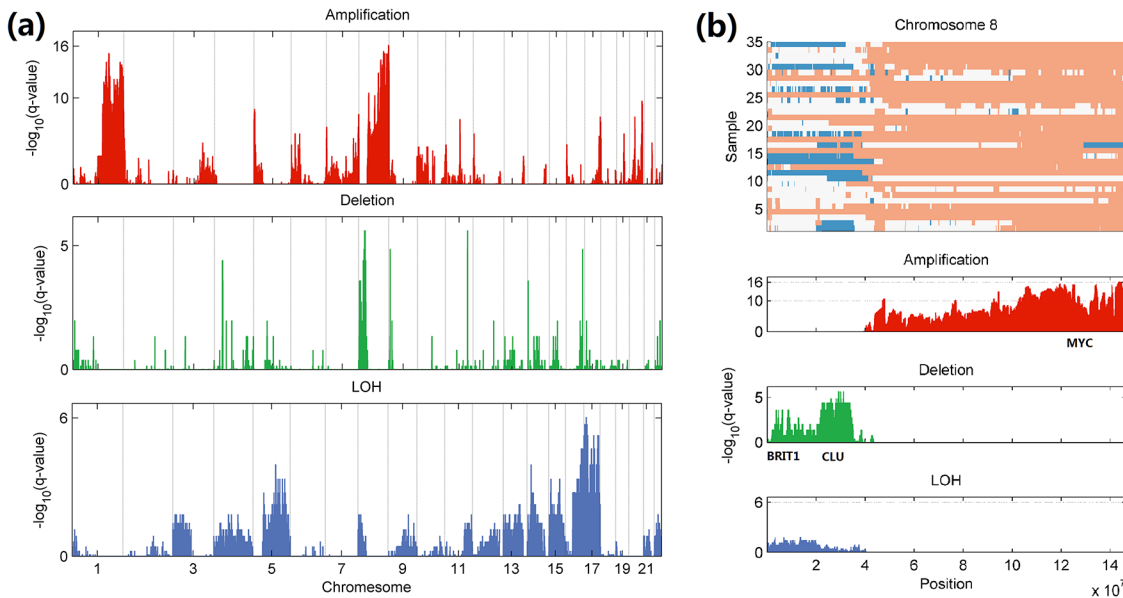 (a)
Amplification
-log10(q-value)
16
10
0
Deletion
-log10(q-value)
5
0
LOH
-log10(q-value)
6
0
1 3 5 7 9 11 13 15 17 19 21
Chromesome
(b)
Chromosome 8
Sample
35
30
25
20
15
10
5
Amplification
16
10
0
MYC
Deletion
-log10(q-value)
5
0
BRIT1 CLU
LOH
6
0
2 4 6 8 10 12 14
Position
x 10⁷